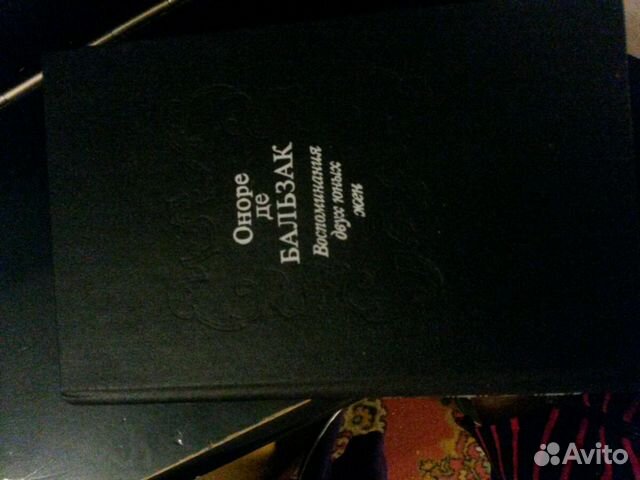 Оноре
де
БАЛЬЗАК
Воспоминания
двух юных
жен
Avito